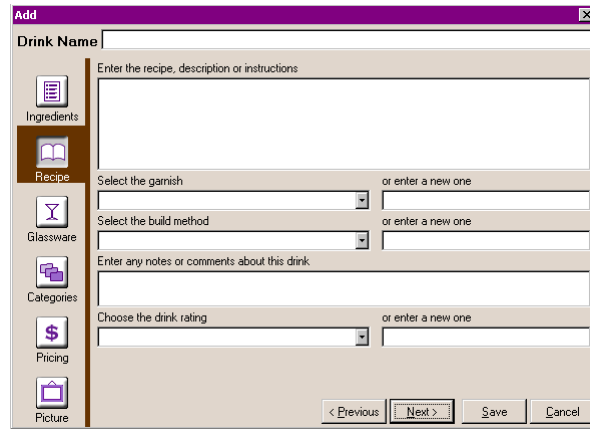 Add
Drink Name
Enter the recipe, description or instructions
Ingredients
Recipe
Select the garnish or enter a new one
Select the build method or enter a new one
Glassware
Enter any notes or comments about this drink
Categories
Choose the drink rating or enter a new one
$
Pricing
Picture
< Previous Next > Save Cancel